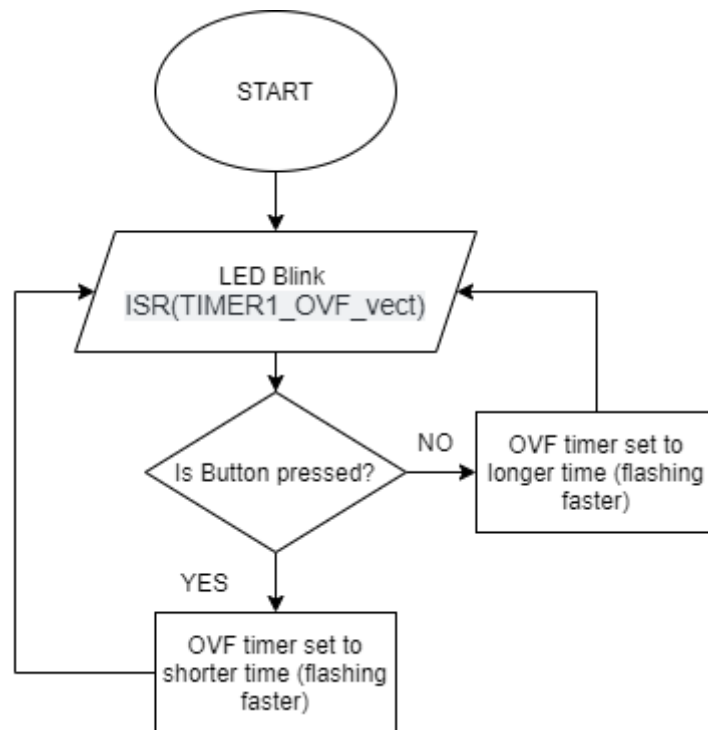 START
LED Blink
ISR(TIMER1_OVF_vect)
Is Button pressed?
NO
OVF timer set to
longer time (flashing
faster)
YES
OVF timer set to
shorter time (flashing
faster)